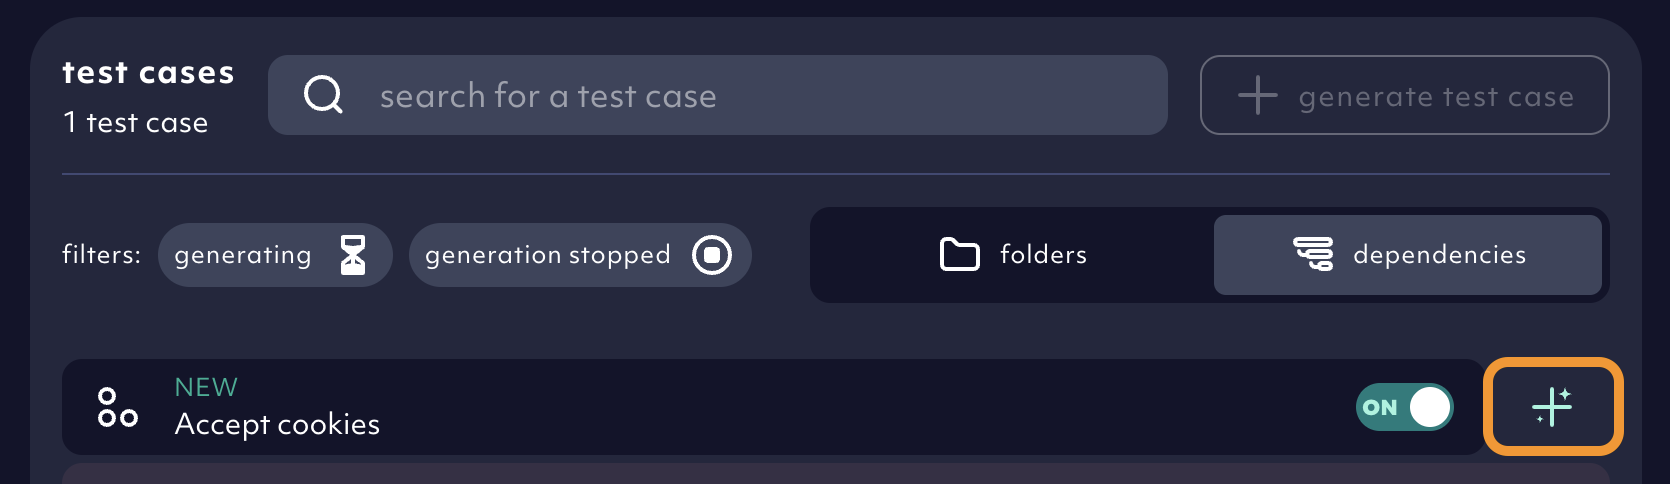 test cases
1 test case
search for a test case
generate test case
filters:
generating
generation stopped
folders
dependencies
NEW
Accept cookies
ON